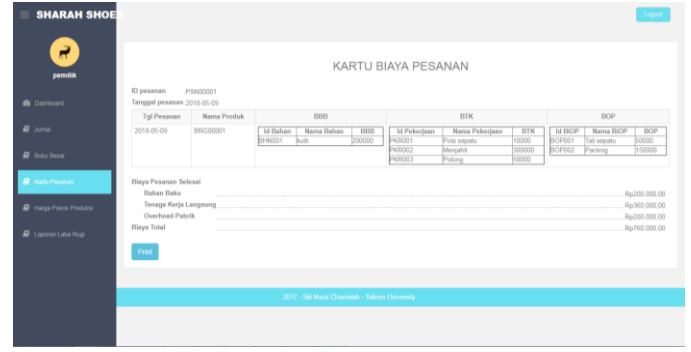 SHARAH SHOE
Logout
pemilik
Dashboard
Jurnal
Buku Besar
Kartu Pesanan
Harga Pokok Produksi
Laporan Laba Rugi
KARTU BIAYA PESANAN
ID pesanan :PSN00001
Tanggal pesanan :2018-05-09
Tgl Pesanan Nama Produk BBB BTK BOP
2018-05-09 BRG00001
Id Bahan Nama Bahan BBB
BHN001 kulit 200000
Id Pekerjaan Nama Pekerjaan BTK
PKR001 Pola sepatu 10000
PKR002 Menjahit 300000
PKR003 Potong 50000
Id BIOP Nama BIOP BOP
BOP001 Tali sepatu 50000
BOP002 Packing 150000
Biaya Pesanan Selesai
Bahan Baku Rp200.000,00
Tenaga Kerja Langsung Rp360.000,00
Overhead Pabrik Rp200.000,00
Biaya Total Rp760.000,00
Print
2017 - Siti Nurul Chamidah - Telkom University